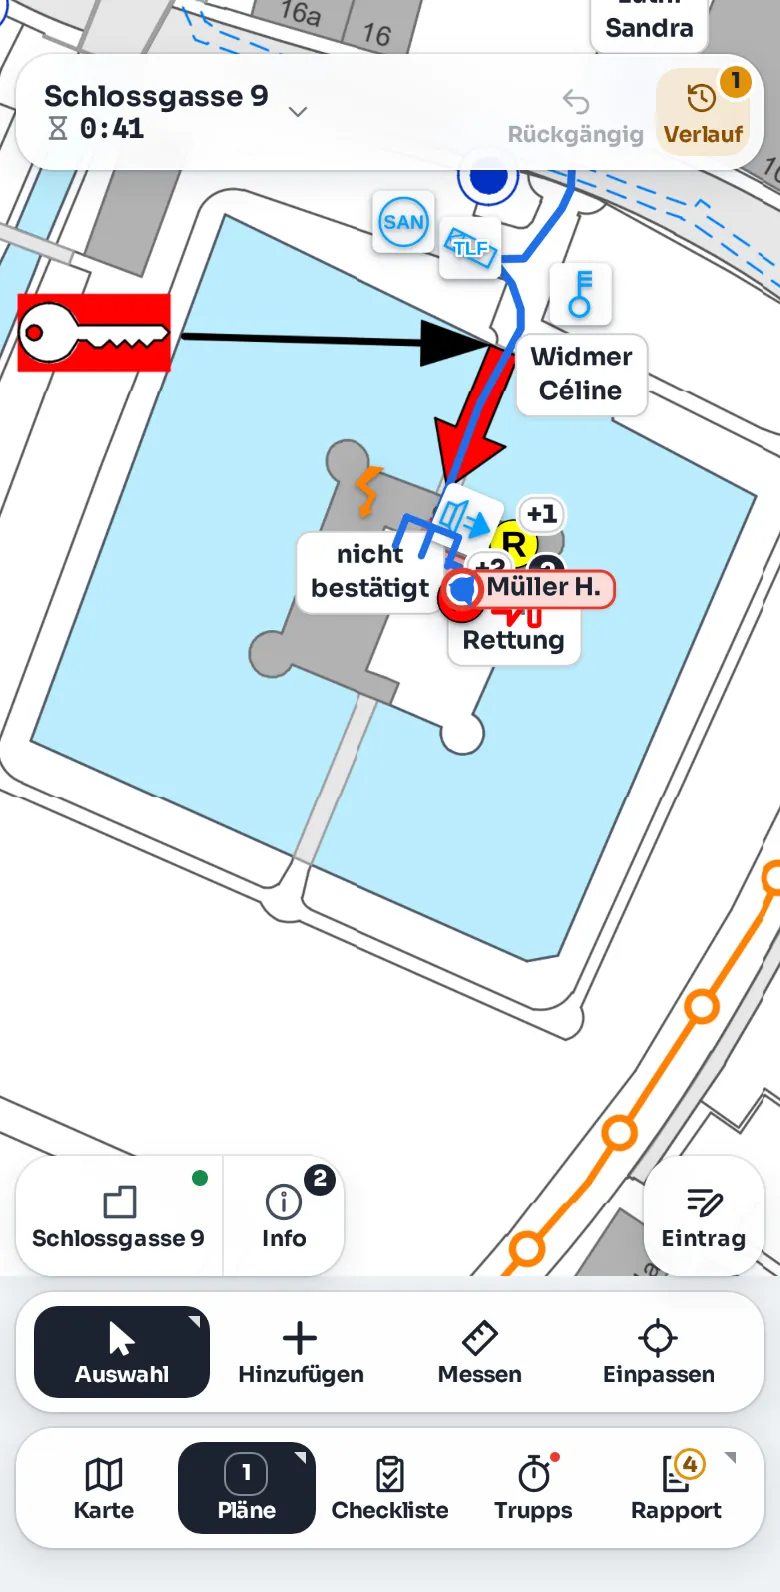 16a
16
Sandra
Schlossgasse 9
0:41
Rückgängig
1
Verlauf
SAN
TLF
Widmer
Céline
+1
R
nicht
bestätigt
Müller H.
Rettung
Schlossgasse 9
2
Info
Eintrag
Auswahl
Hinzufügen
Messen
Einpassen
Karte
1
Pläne
Checkliste
Trupps
4
Rapport